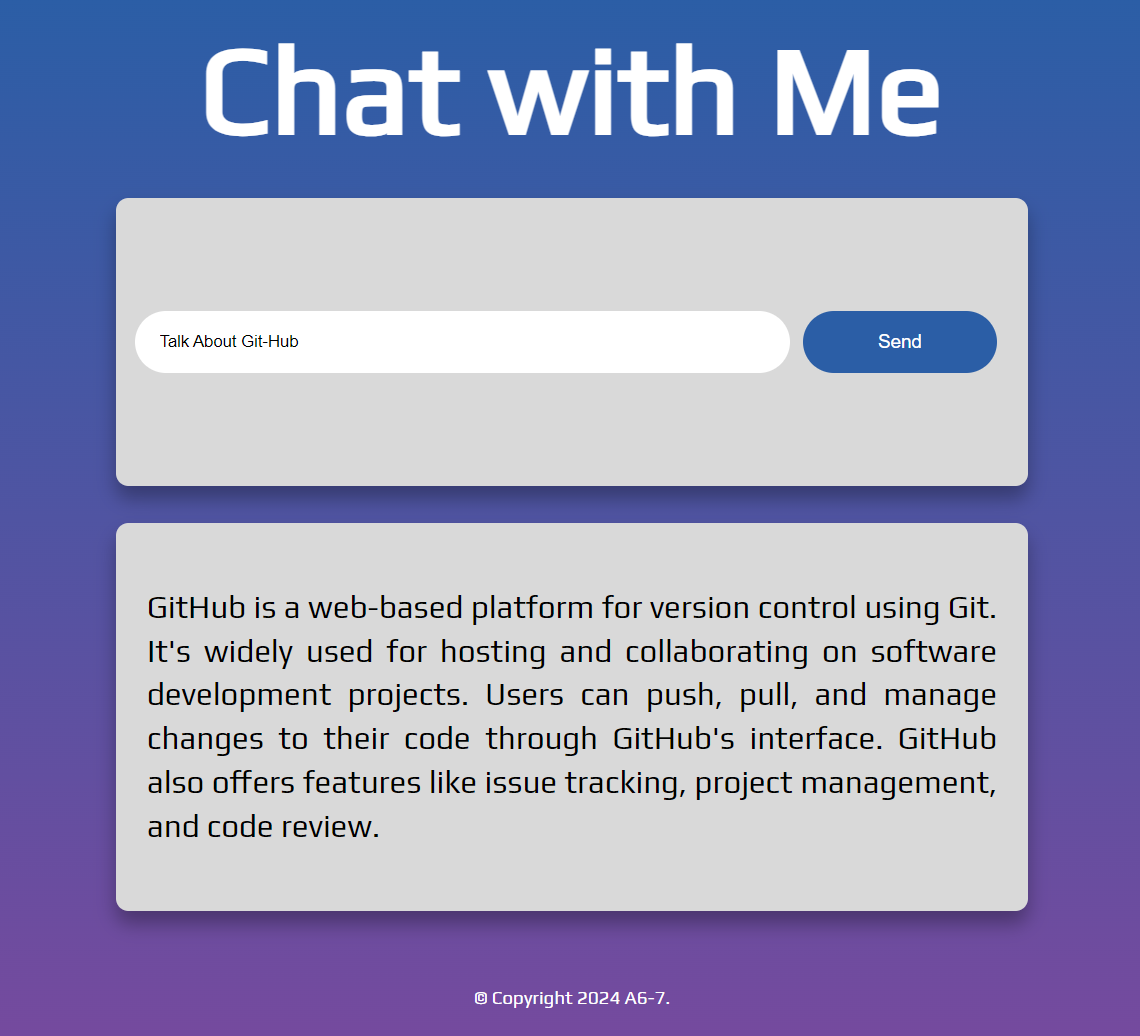 Chat with Me
Talk About Git-Hub
Send
GitHub is a web-based platform for version control using Git.
It's widely used for hosting and collaborating on software
development projects. Users can push, pull, and manage
changes to their code through GitHub's interface. GitHub
also offers features like issue tracking, project management,
and code review.
© Copyright 2024 A6-7.